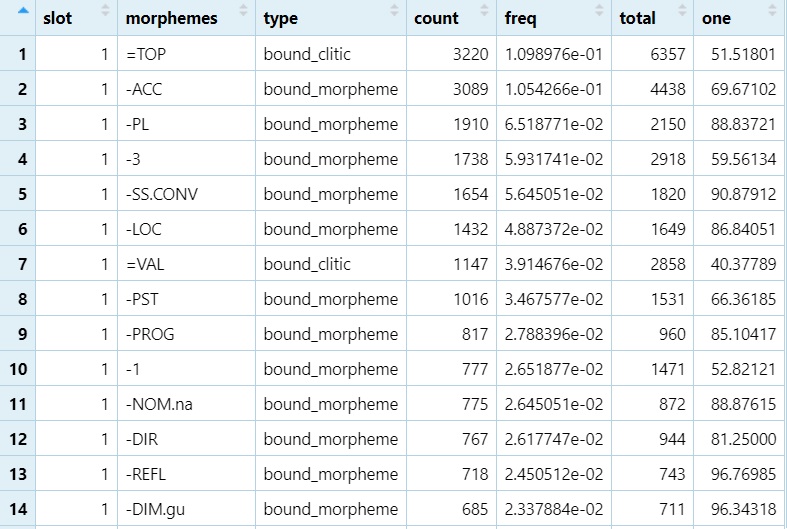 slot morphemes type count freq total one
1 1 =TOP bound_clitic 3220 1.098976e-01 6357 51.51801
2 1 -ACC bound_morpheme 3089 1.054266e-01 4438 69.67102
3 1 -PL bound_morpheme 1910 6.518771e-02 2150 88.83721
4 1 -3 bound_morpheme 1738 5.931741e-02 2918 59.56134
5 1 -SS.CONV bound_morpheme 1654 5.645051e-02 1820 90.87912
6 1 -LOC bound_morpheme 1432 4.887372e-02 1649 86.84051
7 1 =VAL bound_clitic 1147 3.914676e-02 2858 40.37789
8 1 -PST bound_morpheme 1016 3.467577e-02 1531 66.36185
9 1 -PROG bound_morpheme 817 2.788396e-02 960 85.10417
10 1 -1 bound_morpheme 777 2.651877e-02 1471 52.82121
11 1 -NOM.na bound_morpheme 775 2.645051e-02 872 88.87615
12 1 -DIR bound_morpheme 767 2.617747e-02 944 81.25000
13 1 -REFL bound_morpheme 718 2.450512e-02 743 96.76985
14 1 -DIM.gu bound_morpheme 685 2.337884e-02 711 96.34318